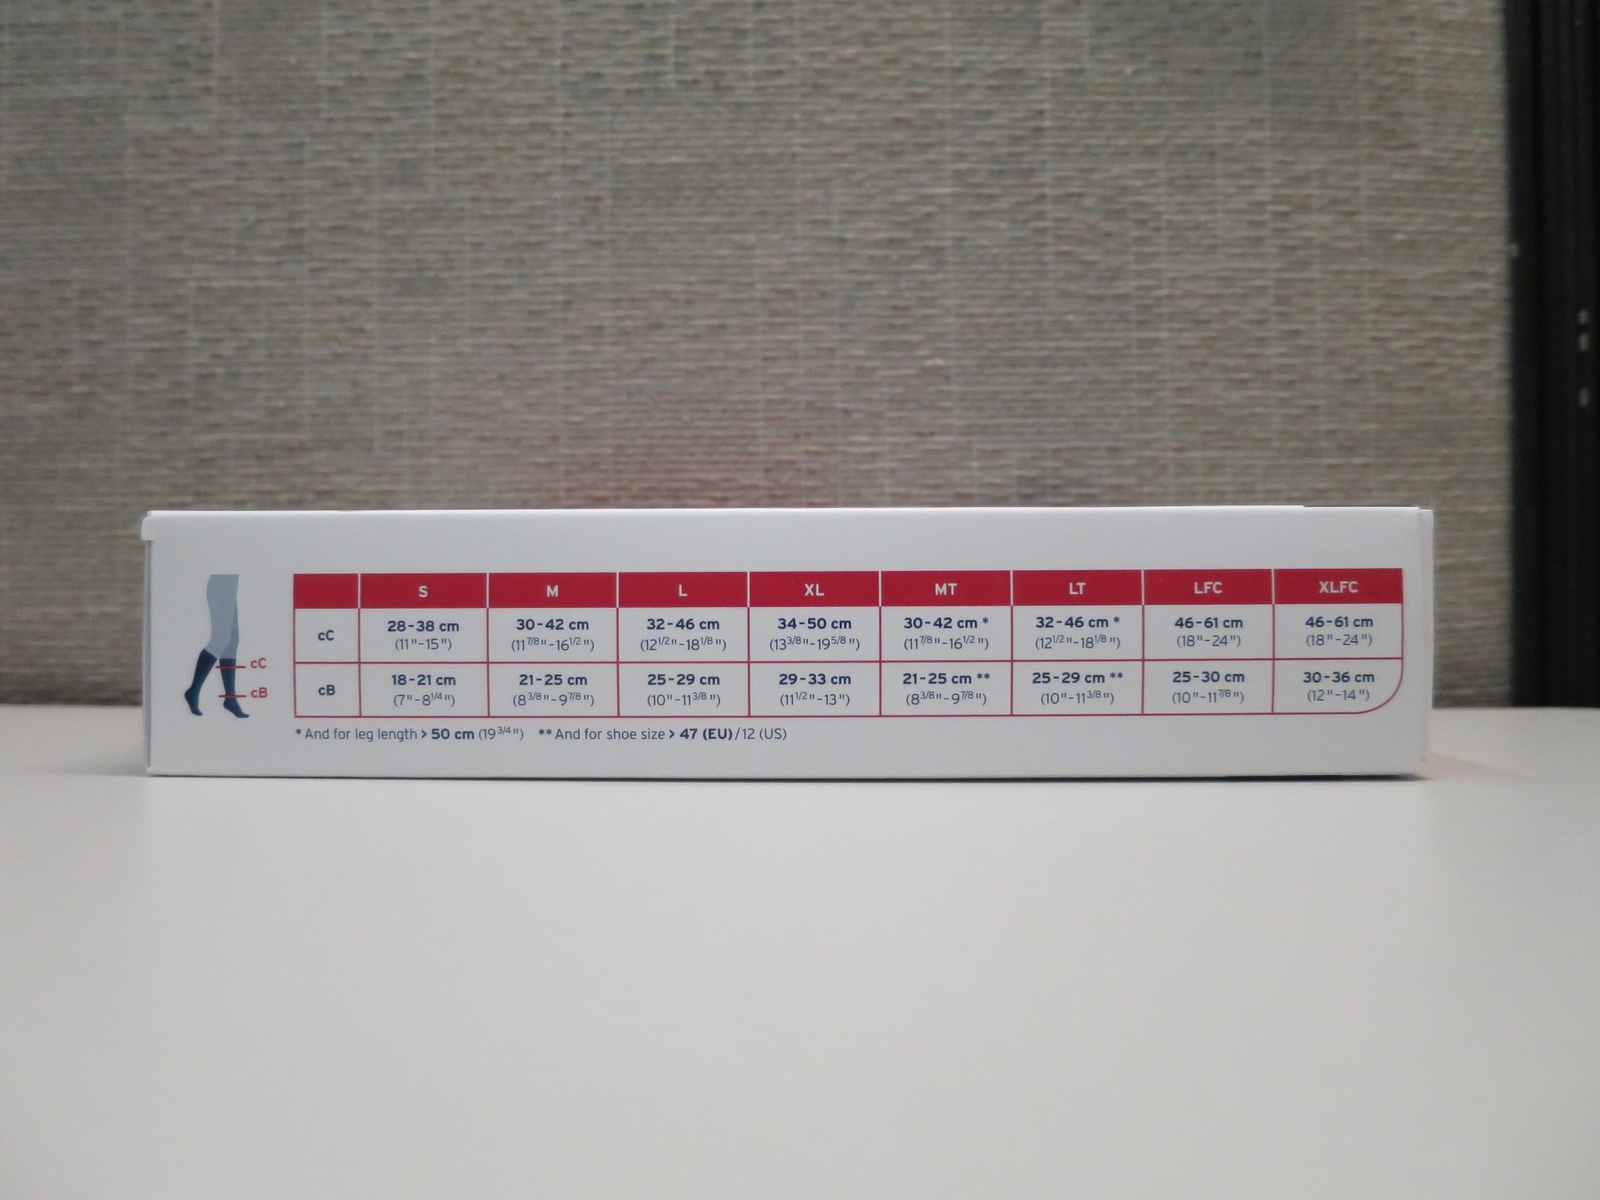 S M L XL MT LT LFC XLFC
cC 28-38 cm 30-42 cm 32-46 cm 34-50 cm 30-42 cm * 32-46 cm * 46-61 cm 46-61 cm
(11"-15") (11 7/8"-16 1/2") (12 1/2"-18 1/8") (13 3/8"-19 5/8") (11 7/8"-16 1/2") (12 1/2"-18 1/8") (18"-24") (18"-24")
cC
cB 18-21 cm 21-25 cm 25-29 cm 29-33 cm 21-25 cm ** 25-29 cm ** 25-30 cm 30-36 cm
(7"-8 1/4") (8 3/8"-9 7/8") (10"-11 3/8") (11 1/2"-13") (8 3/8"-9 7/8") (10"-11 3/8") (10"-11 7/8") (12"-14")
cB
* And for leg length > 50 cm (19 3/4") ** And for shoe size > 47 (EU)/12 (US)